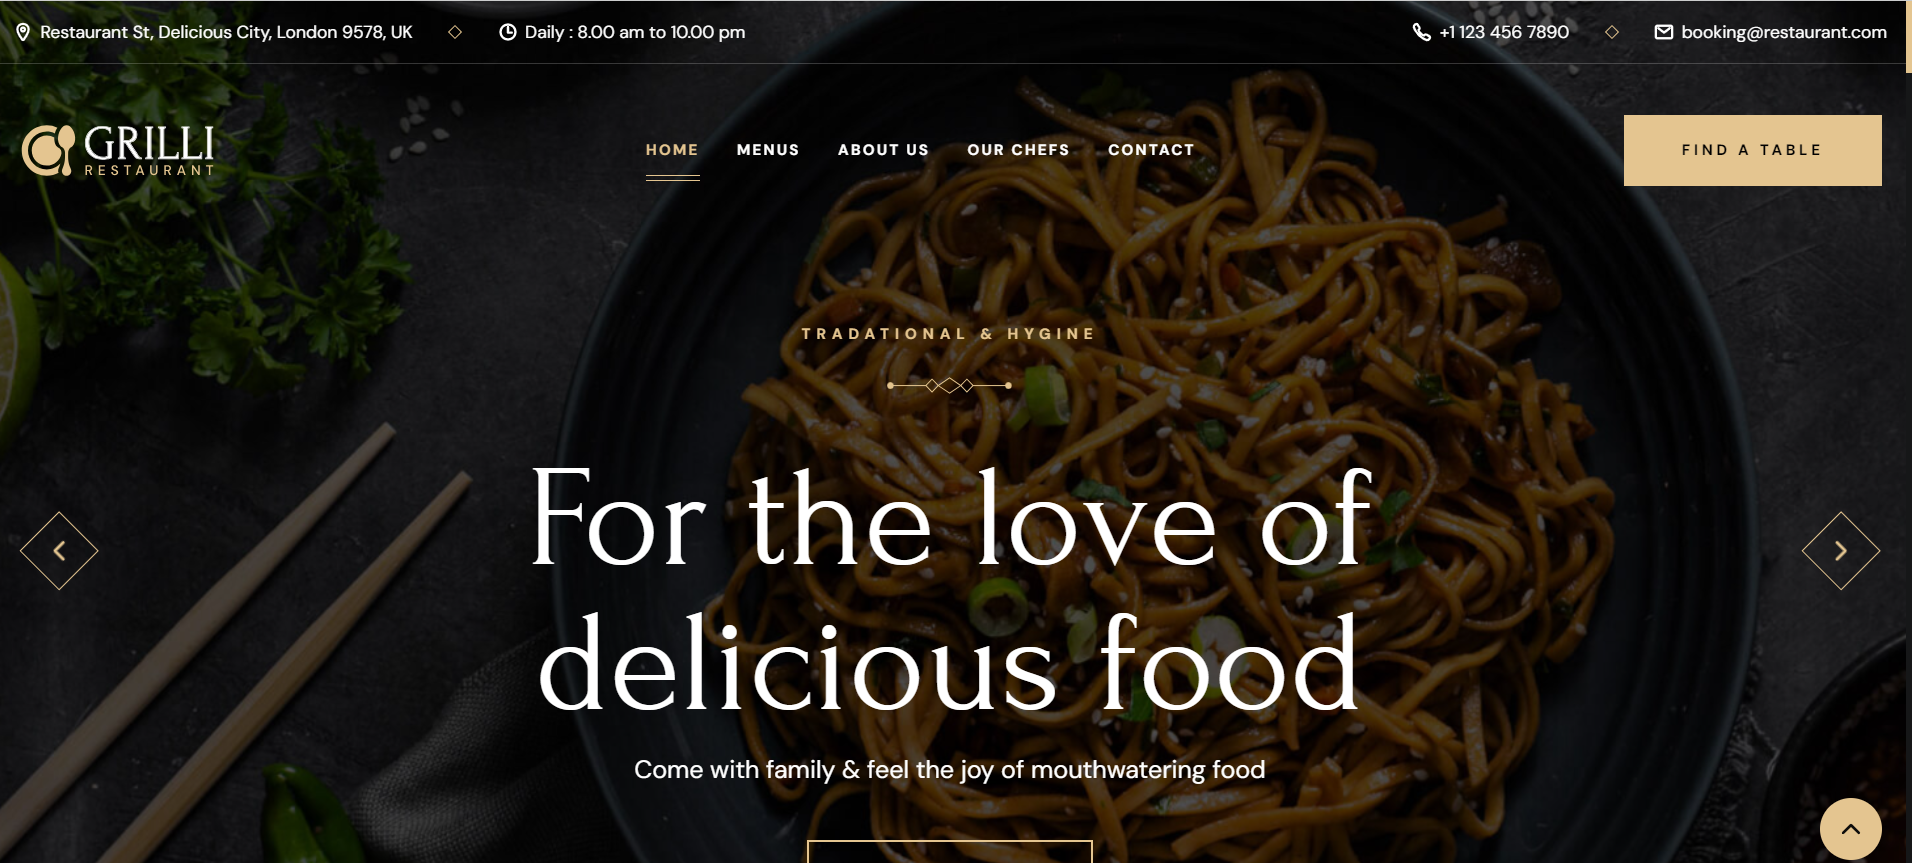 Restaurant St, Delicious City, London 9578, UK
Daily : 8.00 am to 10.00 pm
+1 123 456 7890
booking@restaurant.com
GRILLI
RESTAURANT
HOME
MENUS
ABOUT US
OUR CHEFS
CONTACT
FIND A TABLE
TRADATIONAL & HYGINE
For the love of
delicious food
Come with family & feel the joy of mouthwatering food